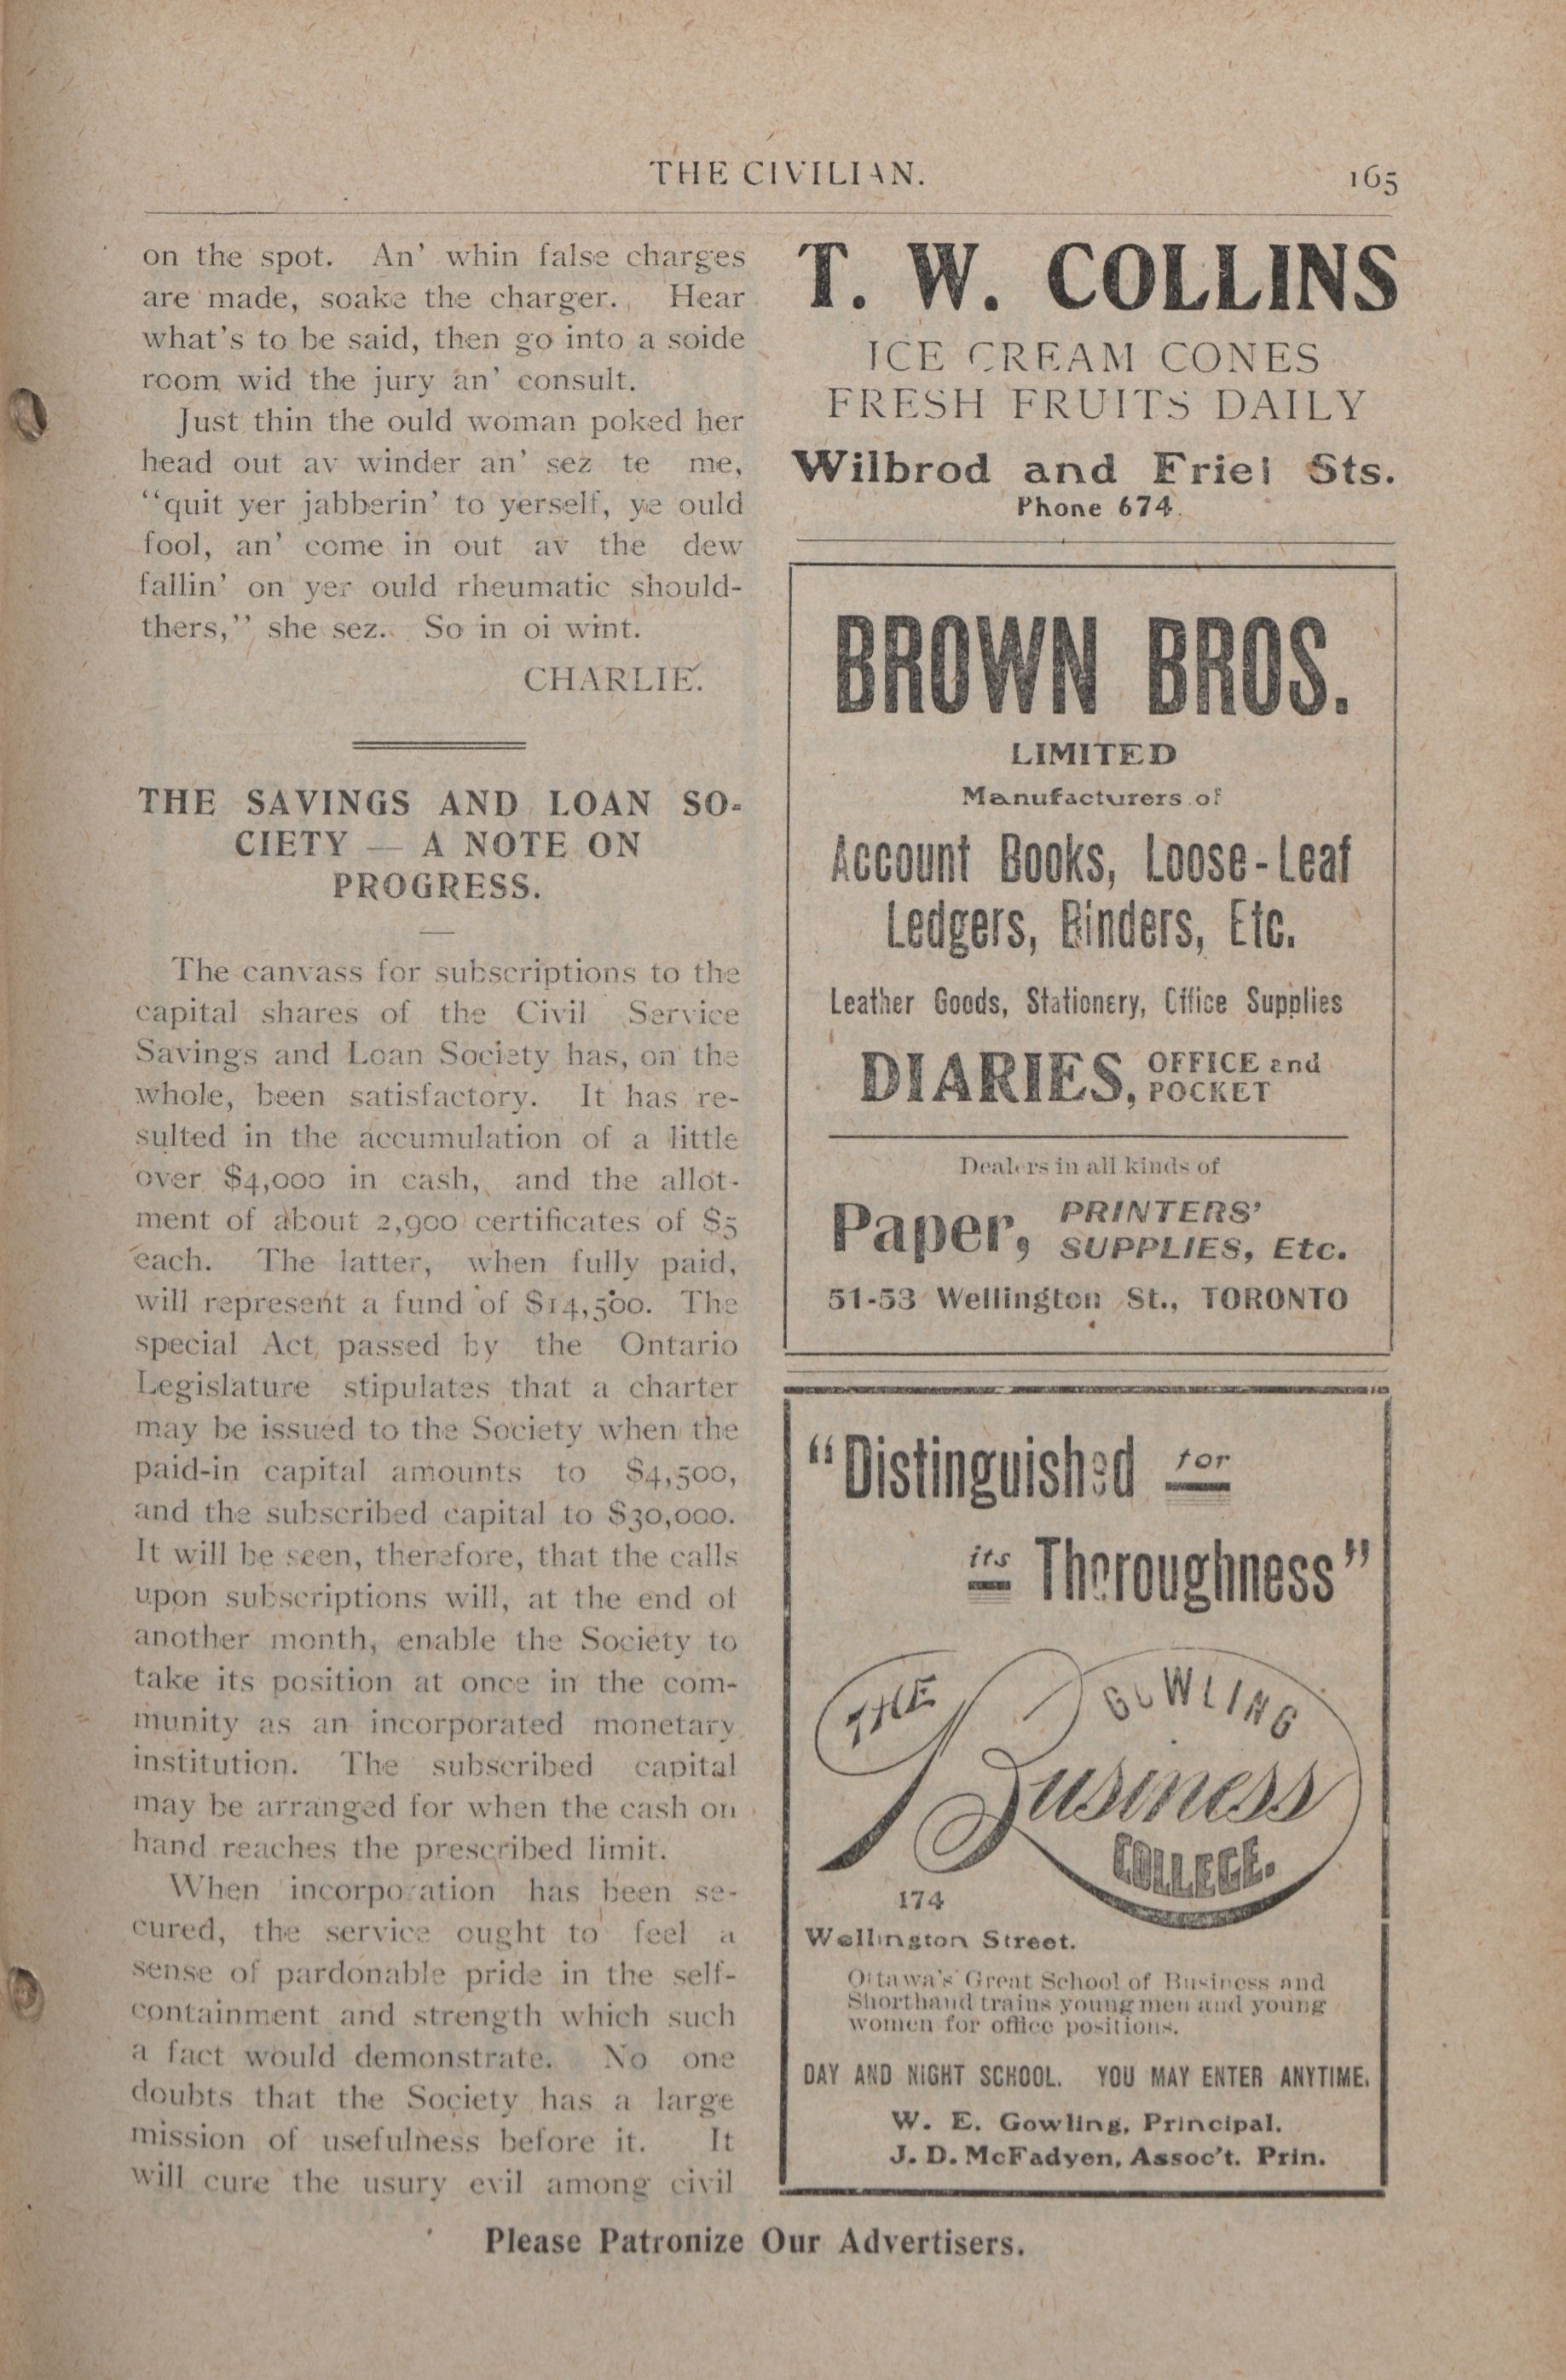 THE CIVILIAN.
165
on the spot. An' whin false charges
are made, soake the charger. Hear
what's to be said, then go into a soide
room wid the jury an' consult.
Just thin the ould woman poked her
head out av winder an' sez te me,
"quit yer jabberin' to yerself, ye ould
fool, an' come in out av the dew
fallin' on yer ould rheumatic should-
thers," she sez. So in oi wint.
CHARLIE.
THE SAVINGS AND LOAN SO-
CIETY — A NOTE ON
PROGRESS.
The canvass for subscriptions to the
capital shares of the Civil Service
Savings and Loan Society has, on the
whole, been satisfactory. It has re-
sulted in the accumulation of a little
over $4,000 in cash, and the allot-
ment of about 2,900 certificates of $5
each. The latter, when fully paid,
will represent a fund of $14,500. The
special Act passed by the Ontario
Legislature stipulates that a charter
may be issued to the Society when the
paid-in capital amounts to $4,500,
and the subscribed capital to $30,000.
It will be seen, therefore, that the calls
upon subscriptions will, at the end of
another month, enable the Society to
take its position at once in the com-
munity as an incorporated monetary
institution. The subscribed capital
may be arranged for when the cash on
hand reaches the prescribed limit.
When incorporation has been se-
cured, the service ought to feel a
sense of pardonable pride in the self-
containment and strength which such
a fact would demonstrate. No one
doubts that the Society has a large
mission of usefulness before it. It
will cure the usury evil among civil
T. W. COLLINS
ICE CREAM CONES
FRESH FRUITS DAILY
Wilbrod and Friel Sts.
Phone 674.
BROWN BROS.
LIMITED
Manufacturers of
Account Books, Loose-Leaf
Ledgers, Binders, Etc.
Leather Goods, Stationery, Office Supplies
DIARIES, OFFICE and
POCKET
Dealers in all kinds of
Paper, PRINTERS'
SUPPLIES, Etc.
51-53 Wellington St., TORONTO
"Distinguished for
its Thoroughness"
THE GOWLING
Business
COLLEGE.
174
Wellington Street.
Ottawa's Great School of Business and
Shorthand trains young men and young
women for office positions.
DAY AND NIGHT SCHOOL. YOU MAY ENTER ANYTIME.
W. E. Gowling, Principal.
J. D. McFadyen, Assoc't. Prin.
Please Patronize Our Advertisers.